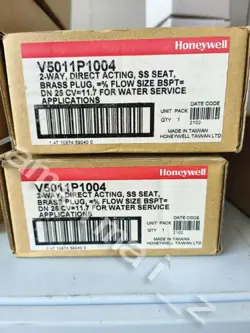 Honeywell
V5011P1004
2-WAY, DIRECT ACTING, SS SEAT,
BRASS PLUG, =% FLOW SIZE BSPT=
DN 25 CV=11.7 FOR WATER SERVICE
APPLICATIONS
UNIT PACK DATE CODE
QTY 1 2102
MADE IN TAIWAN
HONEYWELL TAIWAN LTD
Honeywell
V5011P1004
2-WAY, DIRECT ACTING, SS SEAT,
BRASS PLUG, =% FLOW SIZE BSPT=
DN 25 CV=11.7 FOR WATER SERVICE
APPLICATIONS
UNIT PACK DATE CODE
QTY 1 2102
MADE IN TAIWAN
HONEYWELL TAIWAN LTD